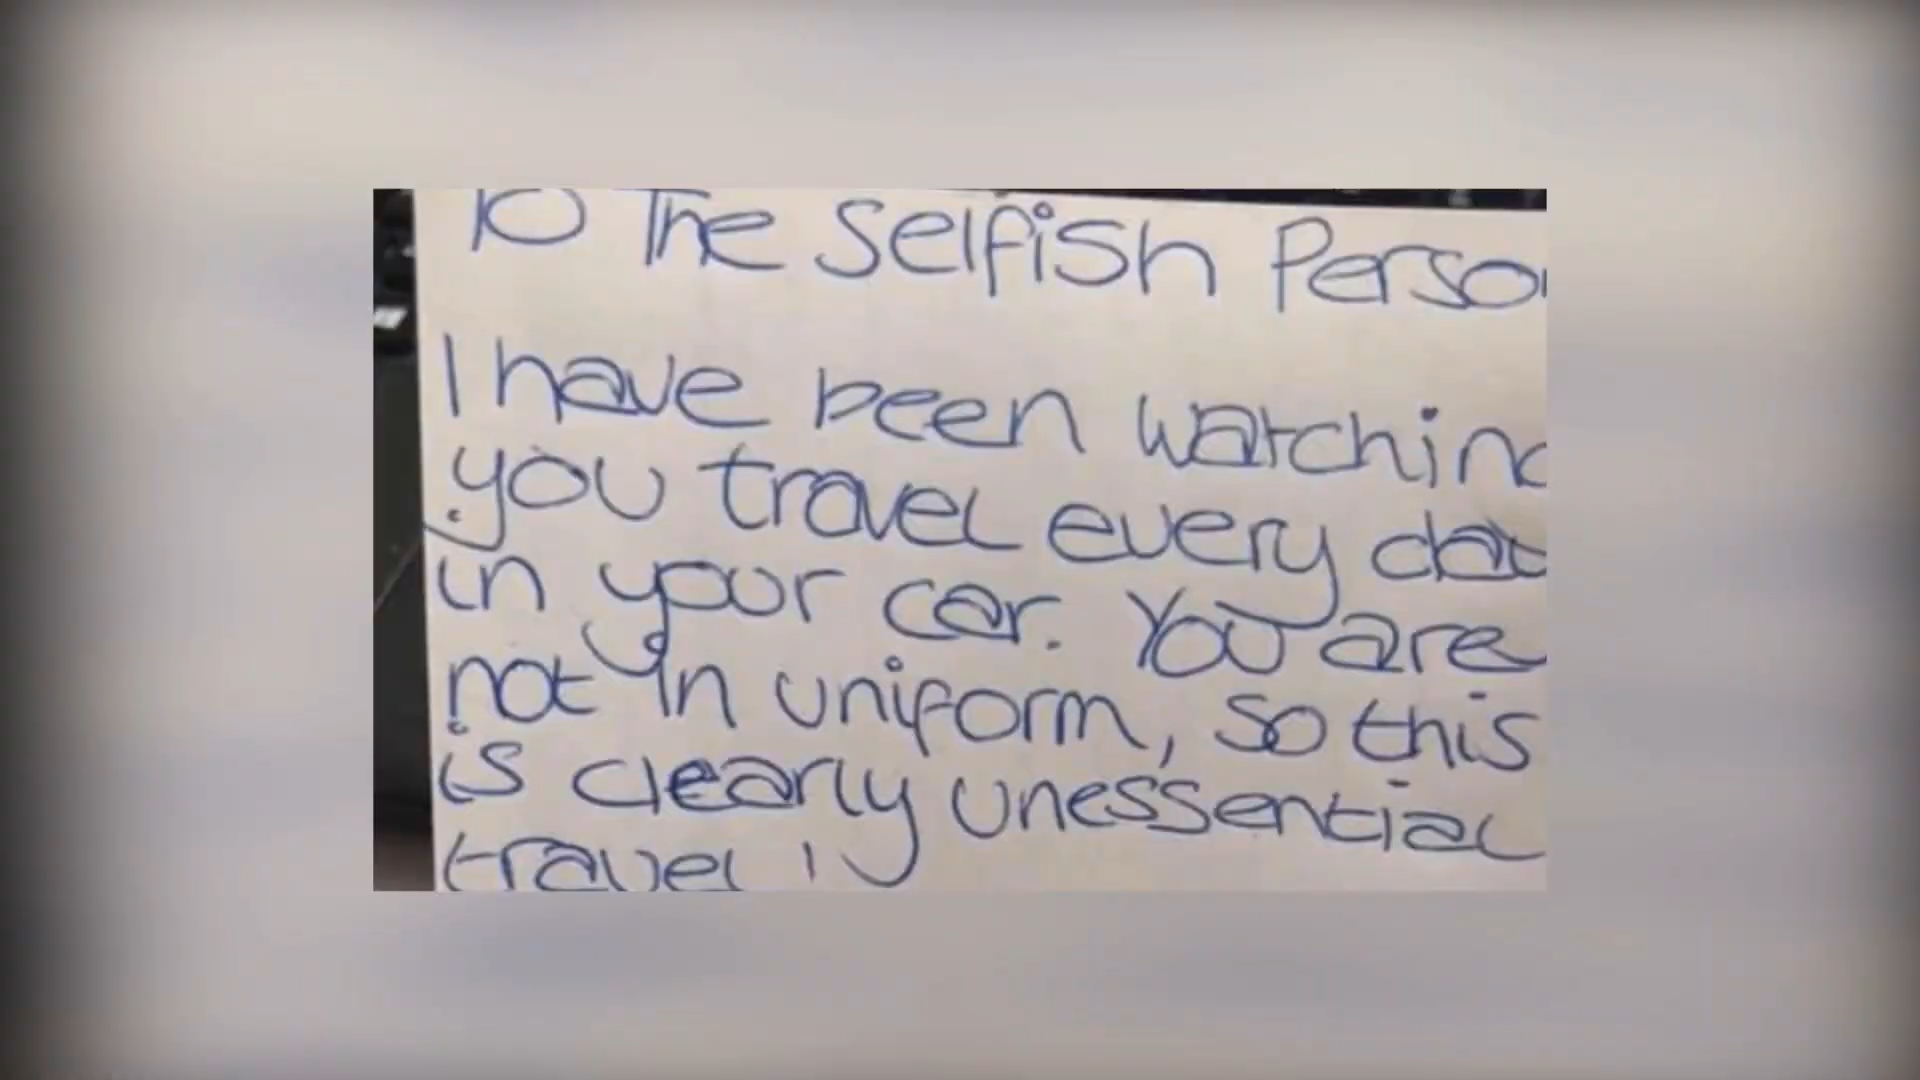 To The Selfish Perso
I have been watchin
you travel every da
in your car. You are
not in uniform, so this
is clearly unessential
travel!